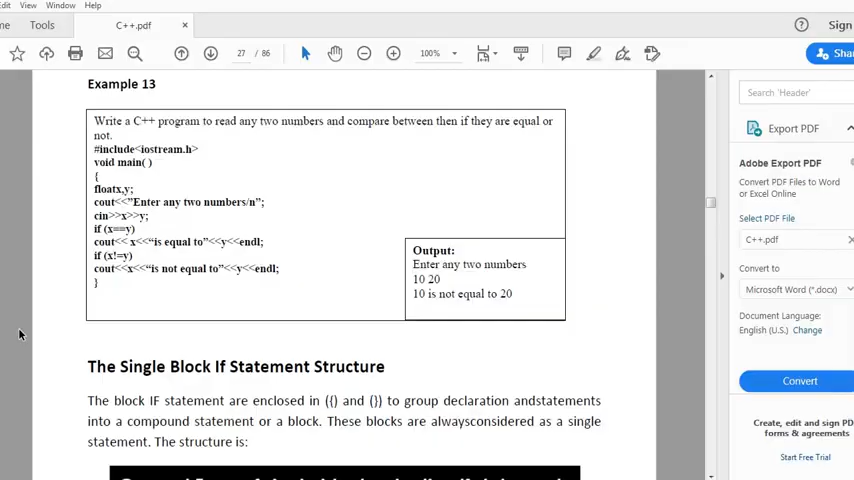 Edit View Window Help
me Tools C++.pdf × Sign
27 / 86 100% Shar
Example 13
Write a C++ program to read any two numbers and compare between then if they are equal or
not.
#include<iostream.h>
void main( )
{
floatx,y;
cout<<"Enter any two numbers/n";
cin>>x>>y;
if (x==y)
cout<< x<<“is equal to”<<y<<endl;
if (x!=y)
cout<<x<<“is not equal to”<<y<<endl;
}
Output:
Enter any two numbers
10 20
10 is not equal to 20
The Single Block If Statement Structure
The block IF statement are enclosed in ({) and (}) to group declaration andstatements
into a compound statement or a block. These blocks are alwaysconsidered as a single
statement. The structure is:
Search 'Header'
Export PDF
Adobe Export PDF
Convert PDF Files to Word
or Excel Online
Select PDF File
C++.pdf ×
Convert to
Microsoft Word (*.docx)
Document Language:
English (U.S.) Change
Convert
Create, edit and sign PD
forms & agreements
Start Free Trial